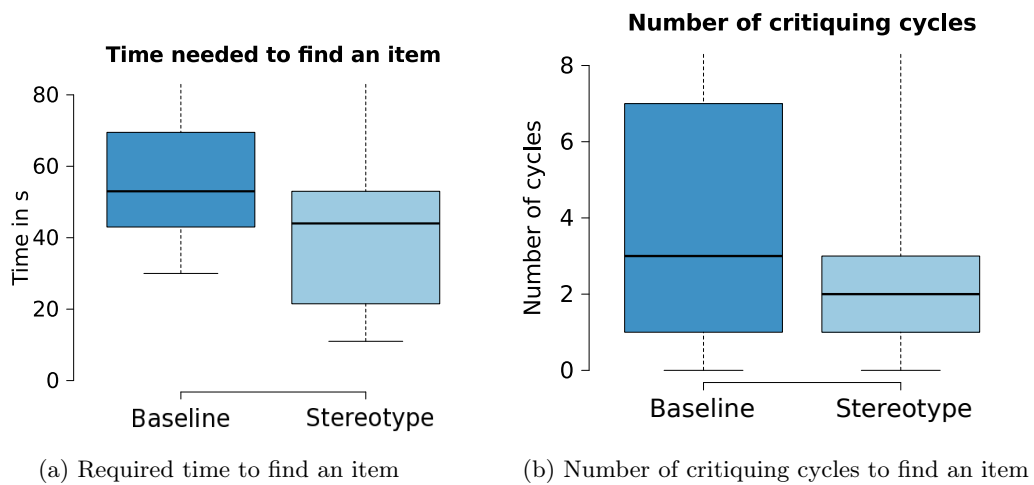 Time needed to find an item
Time in s
80
60
40
20
0
Baseline Stereotype
(a) Required time to find an item
Number of critiquing cycles
Number of cycles
8
6
4
2
0
Baseline Stereotype
(b) Number of critiquing cycles to find an item